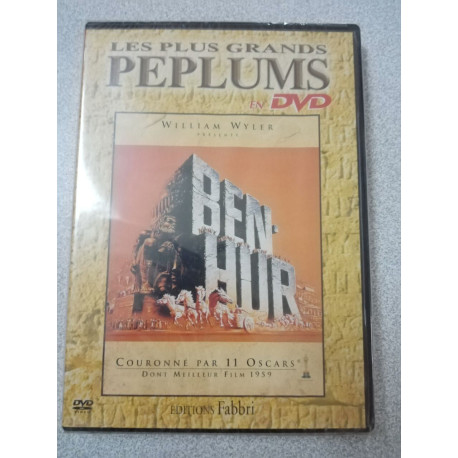 LES PLUS GRANDS
PEPLUMS
EN DVD
WILLIAM WYLER
PRÉSENTE
BEN-
HUR
COURONNÉ PAR 11 OSCARS
DONT MEILLEUR FILM 1959
DVD
EDITIONS Fabbri